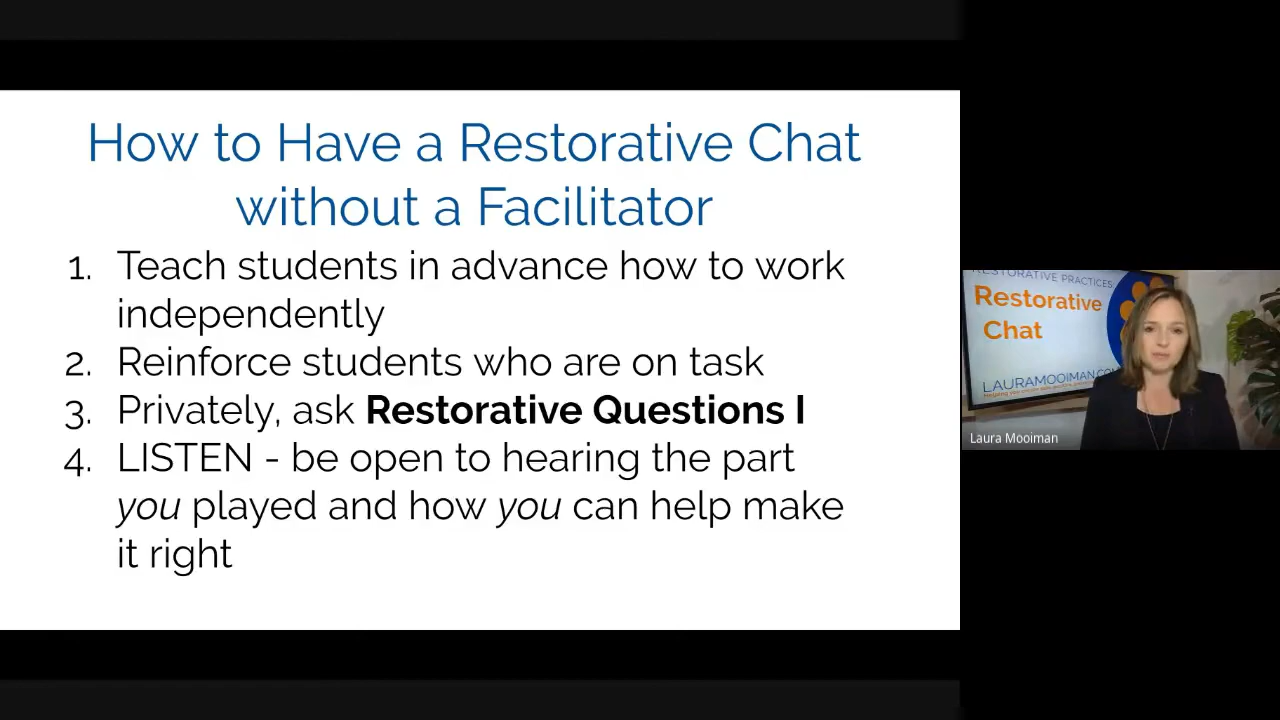 How to Have a Restorative Chat
without a Facilitator
1. Teach students in advance how to work
independently
2. Reinforce students who are on task
3. Privately, ask Restorative Questions I
4. LISTEN - be open to hearing the part
you played and how you can help make
it right
RESTORATIVE PRACTICES:
Restorative
Chat
LAURAMOOIMAN.COM
Laura Mooiman